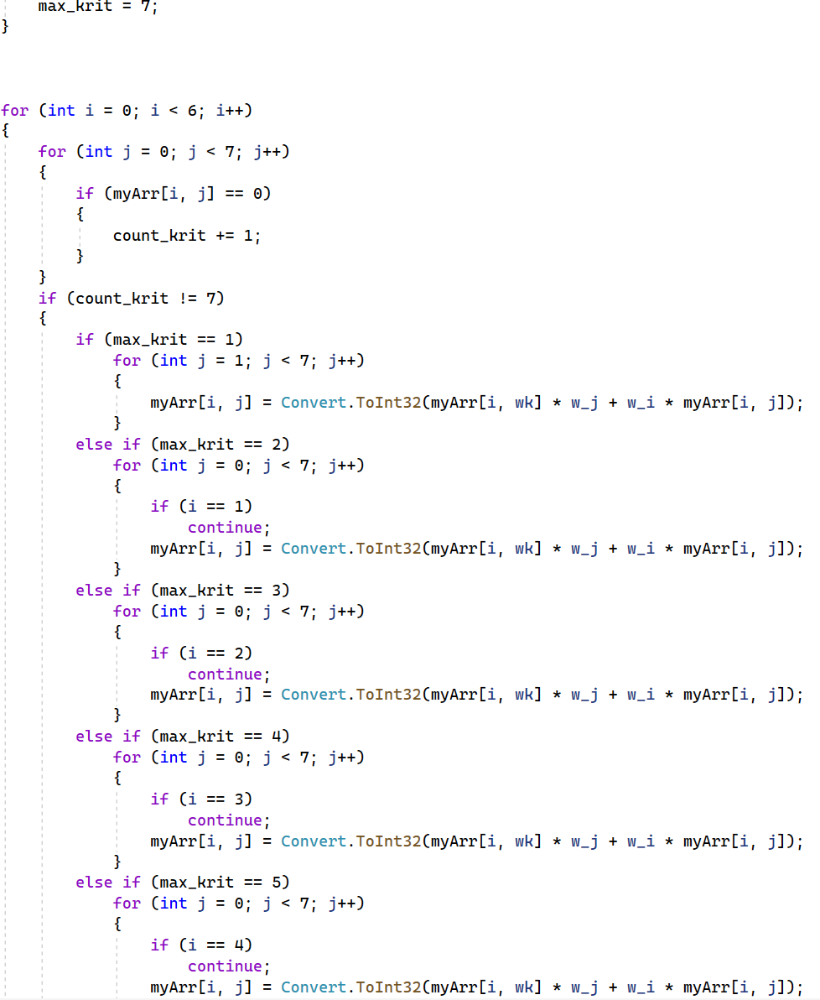 max_krit = 7;
}
for (int i = 0; i < 6; i++)
{
for (int j = 0; j < 7; j++)
{
if (myArr[i, j] == 0)
{
count_krit += 1;
}
}
if (count_krit != 7)
{
if (max_krit == 1)
for (int j = 1; j < 7; j++)
{
myArr[i, j] = Convert.ToInt32(myArr[i, wk] * w_j + w_i * myArr[i, j]);
}
else if (max_krit == 2)
for (int j = 0; j < 7; j++)
{
if (i == 1)
continue;
myArr[i, j] = Convert.ToInt32(myArr[i, wk] * w_j + w_i * myArr[i, j]);
}
else if (max_krit == 3)
for (int j = 0; j < 7; j++)
{
if (i == 2)
continue;
myArr[i, j] = Convert.ToInt32(myArr[i, wk] * w_j + w_i * myArr[i, j]);
}
else if (max_krit == 4)
for (int j = 0; j < 7; j++)
{
if (i == 3)
continue;
myArr[i, j] = Convert.ToInt32(myArr[i, wk] * w_j + w_i * myArr[i, j]);
}
else if (max_krit == 5)
for (int j = 0; j < 7; j++)
{
if (i == 4)
continue;
myArr[i, j] = Convert.ToInt32(myArr[i, wk] * w_j + w_i * myArr[i, j]);